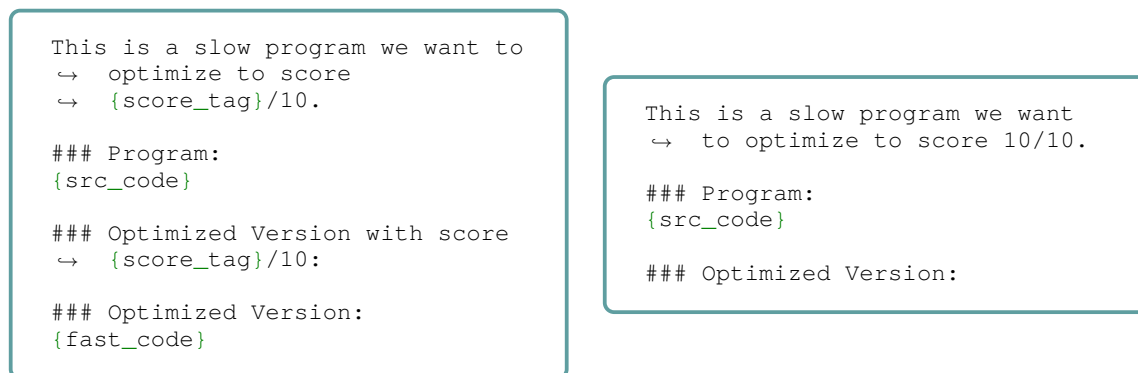 This is a slow program we want to
↪ optimize to score
↪ {score_tag}/10.
### Program:
{src_code}
### Optimized Version with score
↪ {score_tag}/10:
### Optimized Version:
{fast_code}
This is a slow program we want
↪ to optimize to score 10/10.
### Program:
{src_code}
### Optimized Version: